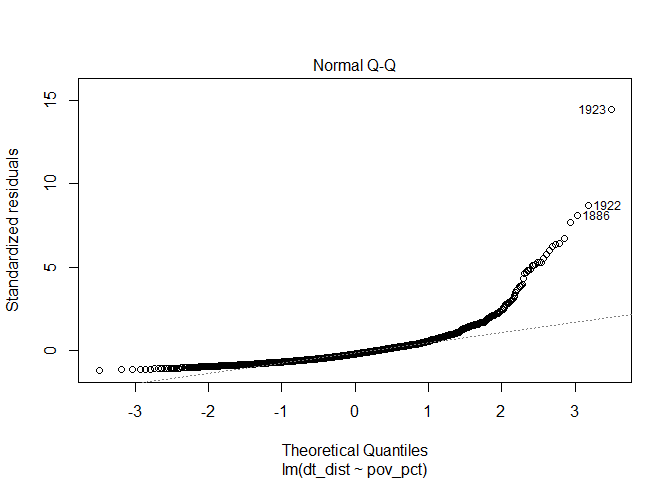 Normal Q-Q
Standardized residuals
15
10
5
0
1923
1922
1886
-3 -2 -1 0 1 2 3
Theoretical Quantiles
lm(dt_dist ~ pov_pct)